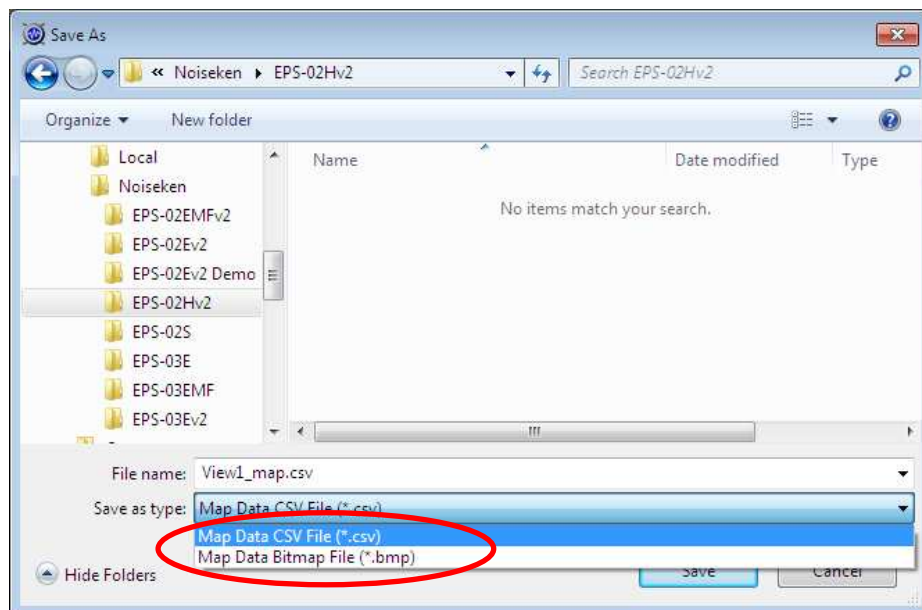 Save As
« Noiseken ▸ EPS-02Hv2
Search EPS-02Hv2
Organize
New folder
Name
Date modified
Type
No items match your search.
Local
Noiseken
EPS-02EMFv2
EPS-02Ev2
EPS-02Ev2 Demo
EPS-02Hv2
EPS-02S
EPS-03E
EPS-03EMF
EPS-03Ev2
File name: View1_map.csv
Save as type: Map Data CSV File (*.csv)
Map Data CSV File (*.csv)
Map Data Bitmap File (*.bmp)
Hide Folders
Save
Cancel